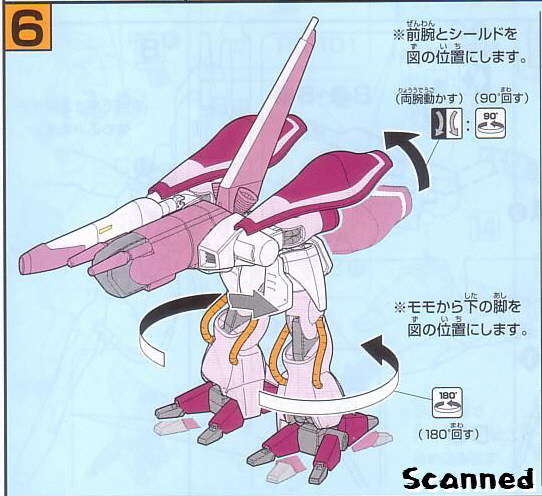 6
※前腕とシールドを
図の位置にします。
(両腕動かす) (90°回す)
90°
※モモから下の脚を
図の位置にします。
180°
(180°回す)
Scanned